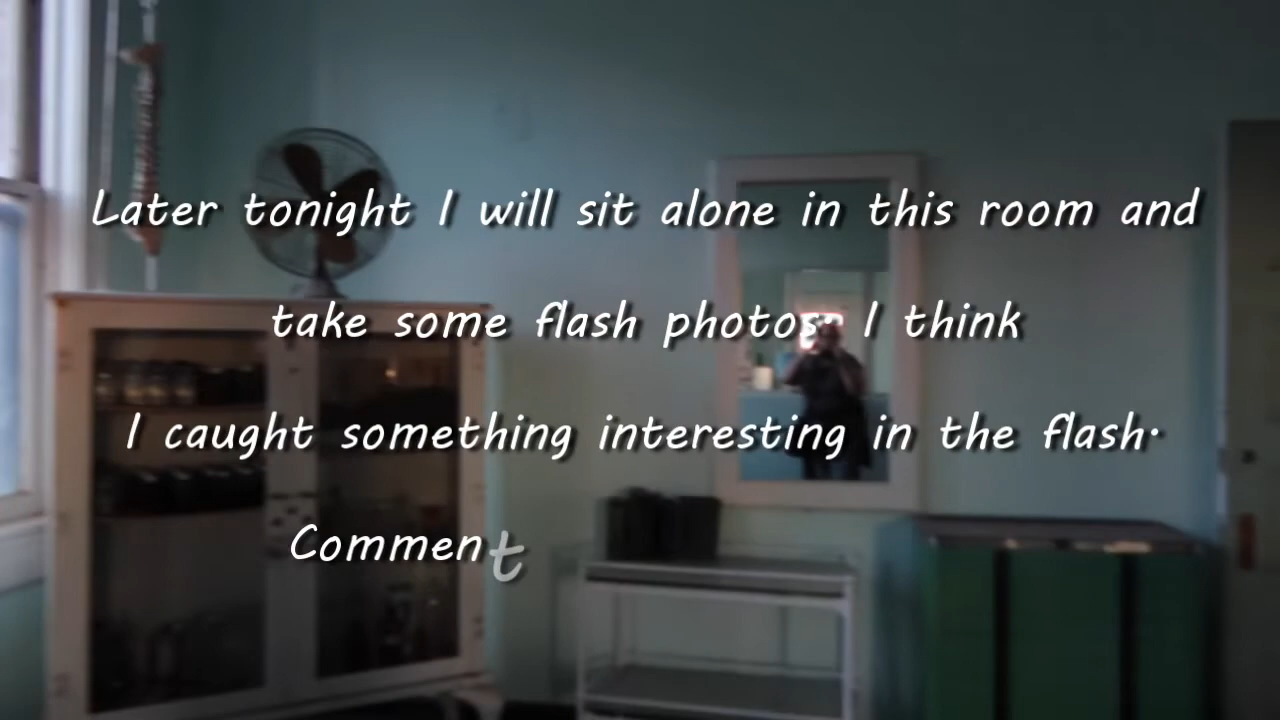 Later tonight I will sit alone in this room and
take some flash photos. I think
I caught something interesting in the flash.
Comment